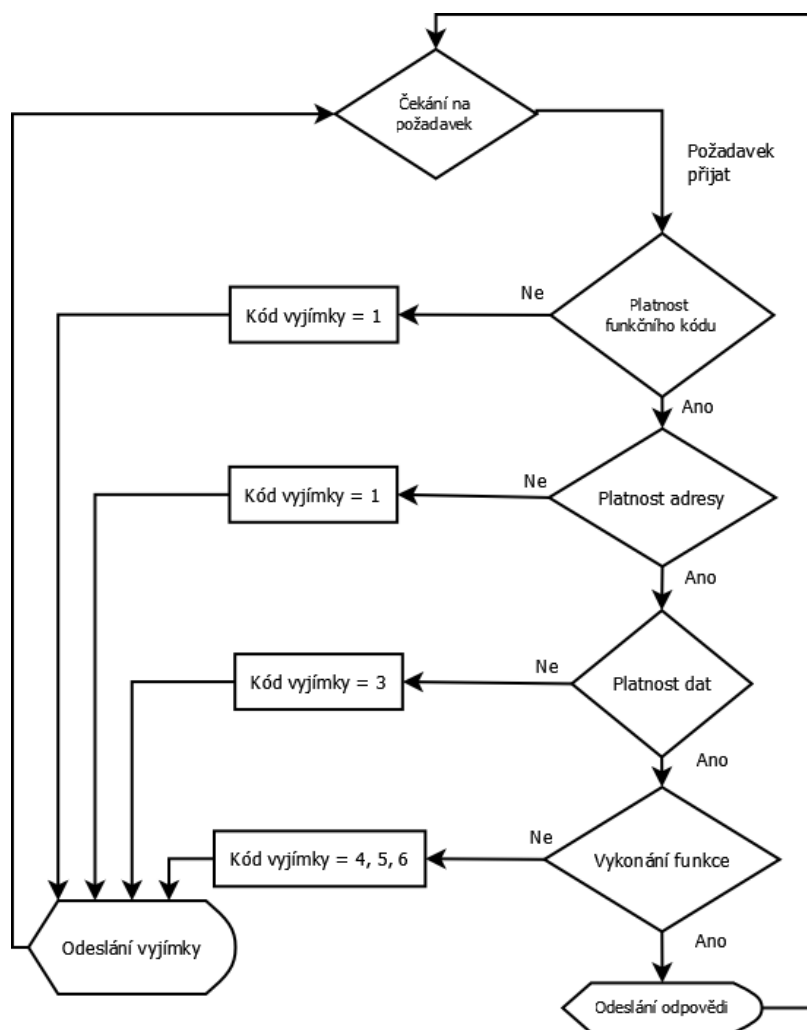 Čekání na
požadavek
Požadavek
přijat
Platnost
funkčního kódu
Ne
Kód vyjímky = 1
Ano
Platnost adresy
Ne
Kód vyjímky = 1
Ano
Platnost dat
Ne
Kód vyjímky = 3
Ano
Vykonání funkce
Ne
Kód vyjímky = 4, 5, 6
Ano
Odeslání vyjímky
Odeslání odpovědi